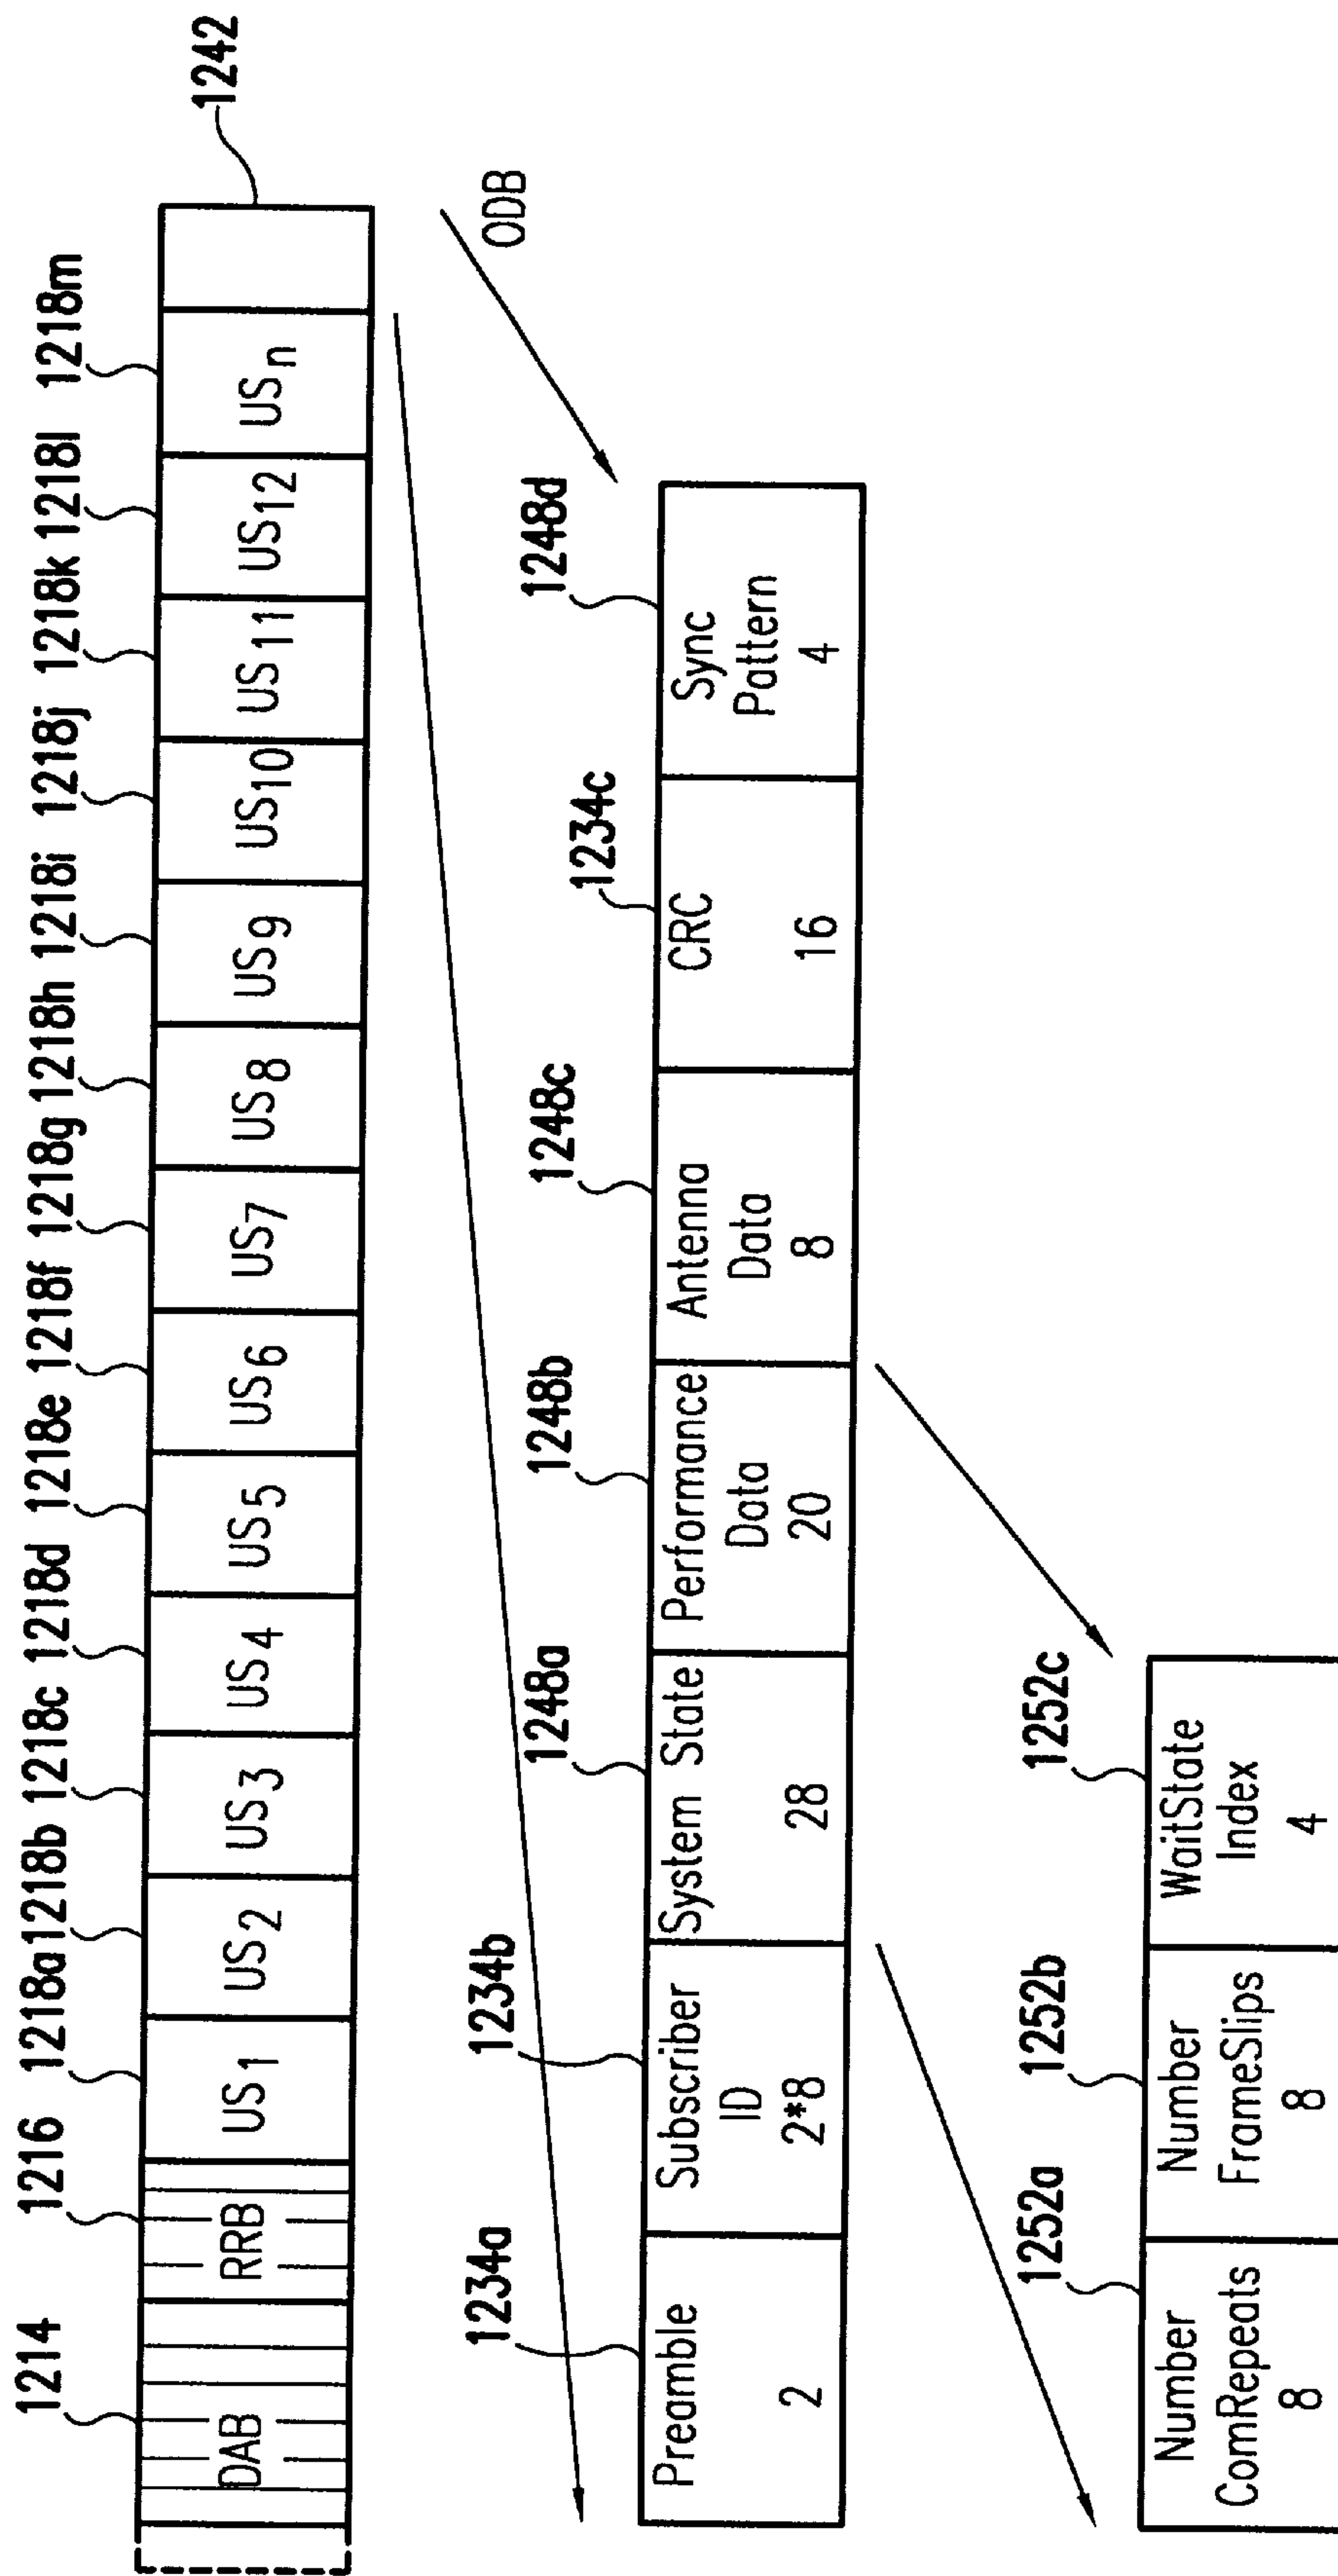 1214 1216 1218a 1218b 1218c 1218d 1218e 1218f 1218g 1218h 1218i 1218j 1218k 1218l 1218m 1242
DAB RRB US1 US2 US3 US4 US5 US6 US7 US8 US9 US10 US11 US12 USn
ODB
1234a 1234b 1248a 1248b 1248c 1234c 1248d
Preamble
2
Subscriber
ID
2*8
System State
28
Performance
Data
20
Antenna
Data
8
CRC
16
Sync
Pattern
4
1252a 1252b 1252c
Number
ComRepeats
8
Number
FrameSlips
8
WaitState
Index
4